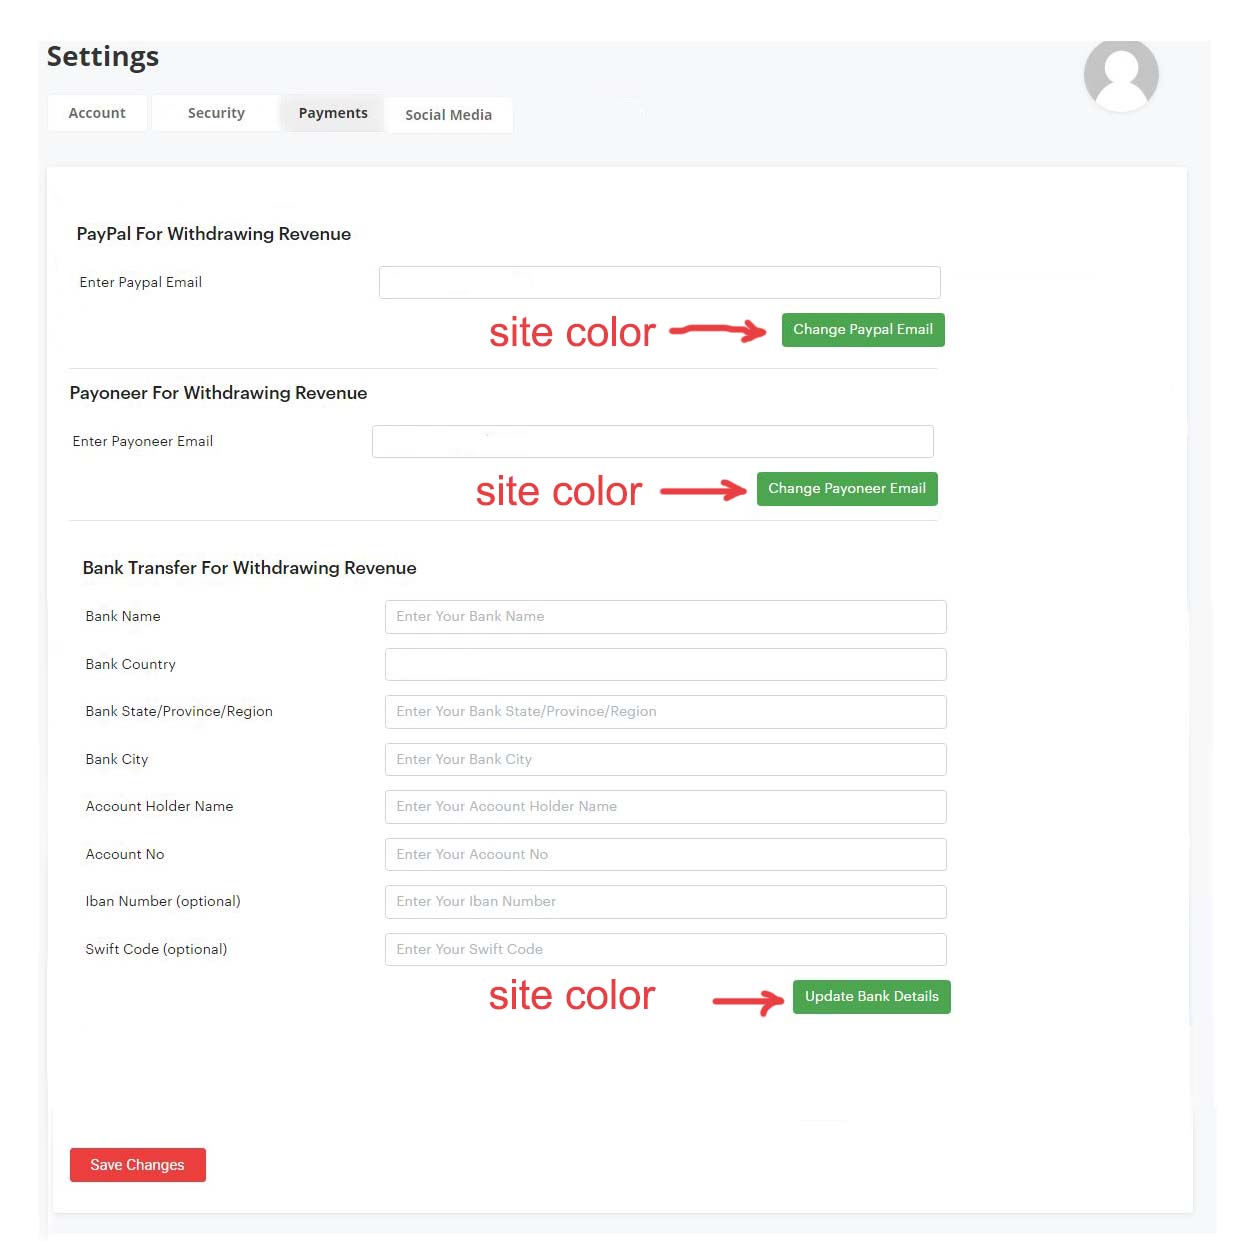 Settings
Account Security Payments Social Media
PayPal For Withdrawing Revenue
Enter Paypal Email
site color Change Paypal Email
Payoneer For Withdrawing Revenue
Enter Payoneer Email
site color Change Payoneer Email
Bank Transfer For Withdrawing Revenue
Bank Name Enter Your Bank Name
Bank Country
Bank State/Province/Region Enter Your Bank State/Province/Region
Bank City Enter Your Bank City
Account Holder Name Enter Your Account Holder Name
Account No Enter Your Account No
Iban Number (optional) Enter Your Iban Number
Swift Code (optional) Enter Your Swift Code
site color Update Bank Details
Save Changes